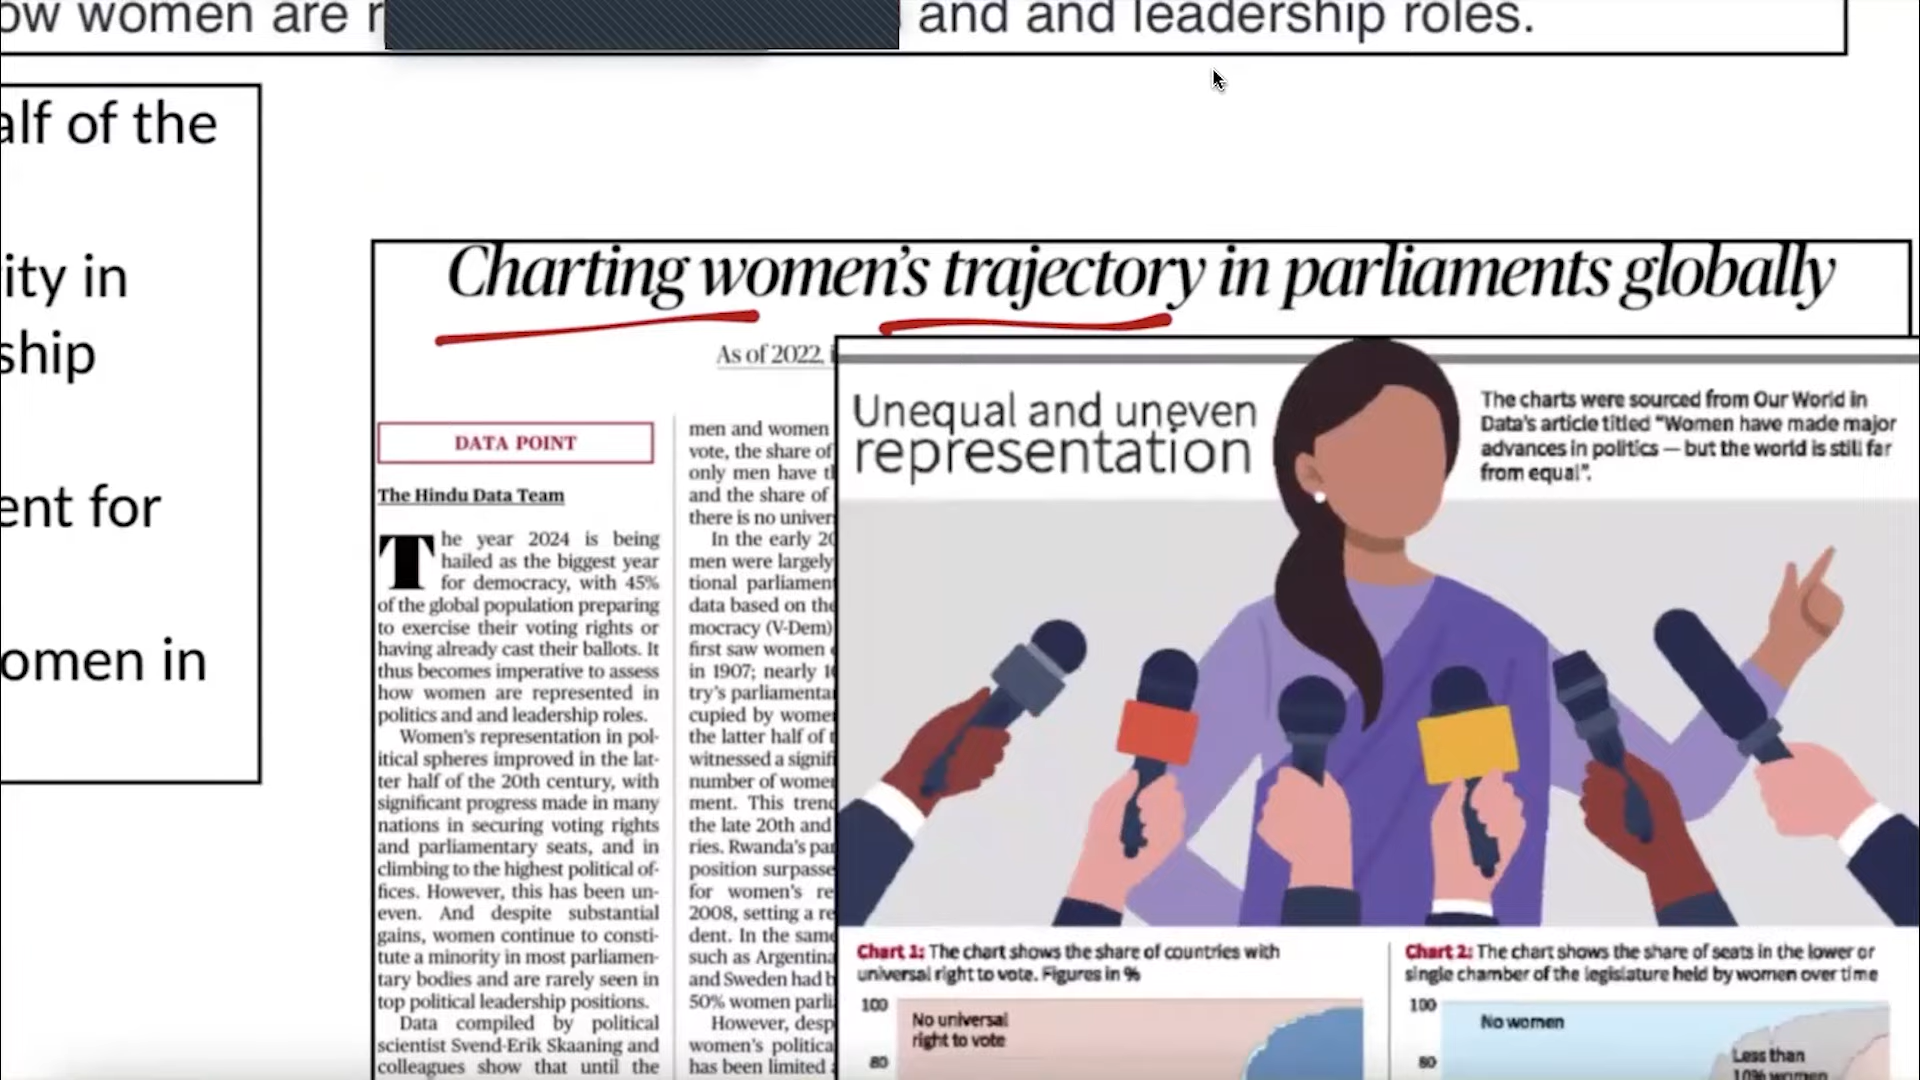 ow women are r and and leadership roles.
alf of the
ity in
ship
ent for
omen in
Charting women's trajectory in parliaments globally
As of 2022,
DATA POINT
The Hindu Data Team
The year 2024 is being
hailed as the biggest year
for democracy, with 45%
of the global population preparing
to exercise their voting rights or
having already cast their ballots. It
thus becomes imperative to assess
how women are represented in
politics and and leadership roles.
Women's representation in pol-
itical spheres improved in the lat-
ter half of the 20th century, with
significant progress made in many
nations in securing voting rights
and parliamentary seats, and in
climbing to the highest political of-
fices. However, this has been un-
even. And despite substantial
gains, women continue to consti-
tute a minority in most parliamen-
tary bodies and are rarely seen in
top political leadership positions.
Data compiled by political
scientist Svend-Erik Skaaning and
colleagues show that until the
men and women
vote, the share of
only men have
and the share of
there is no univer
In the early 20
men were largely
tional parliamen
data based on the
mocracy (V-Dem)
first saw women
in 1907; nearly
try's parliamenta
cupied by wome
the latter half of
witnessed a signif
number of wome
ment. This trend
the late 20th and
ries. Rwanda's pa
position surpasse
for women's re
2008, setting a re
dent. In the same
such as Argentina
and Sweden had
50% women parli
However, desp
women's politica
has been limited
Unequal and uneven
representation
The charts were sourced from Our World in
Data's article titled "Women have made major
advances in politics — but the world is still far
from equal".
Chart 1: The chart shows the share of countries with
universal right to vote. Figures in %
100
No universal
right to vote
80
Chart 2: The chart shows the share of seats in the lower or
single chamber of the legislature held by women over time
100
No women
80
Less than
10% women